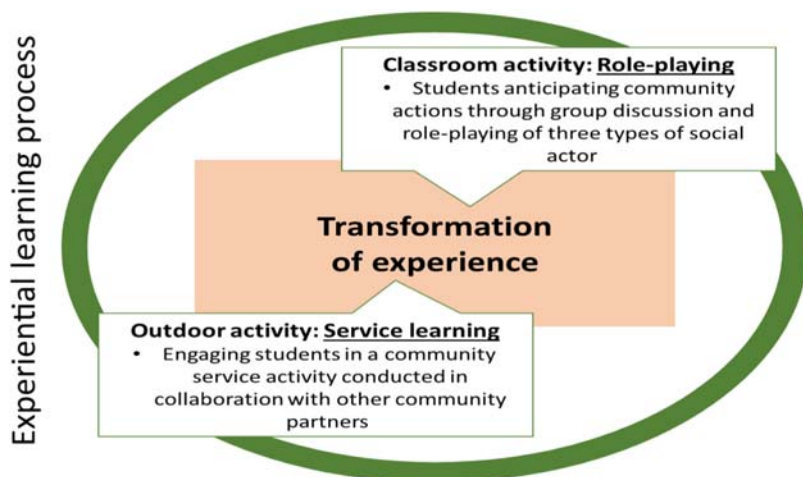 Experiential learning process
Classroom activity: Role-playing
• Students anticipating community
actions through group discussion and
role-playing of three types of social
actor
Transformation
of experience
Outdoor activity: Service learning
• Engaging students in a community
service activity conducted in
collaboration with other community
partners